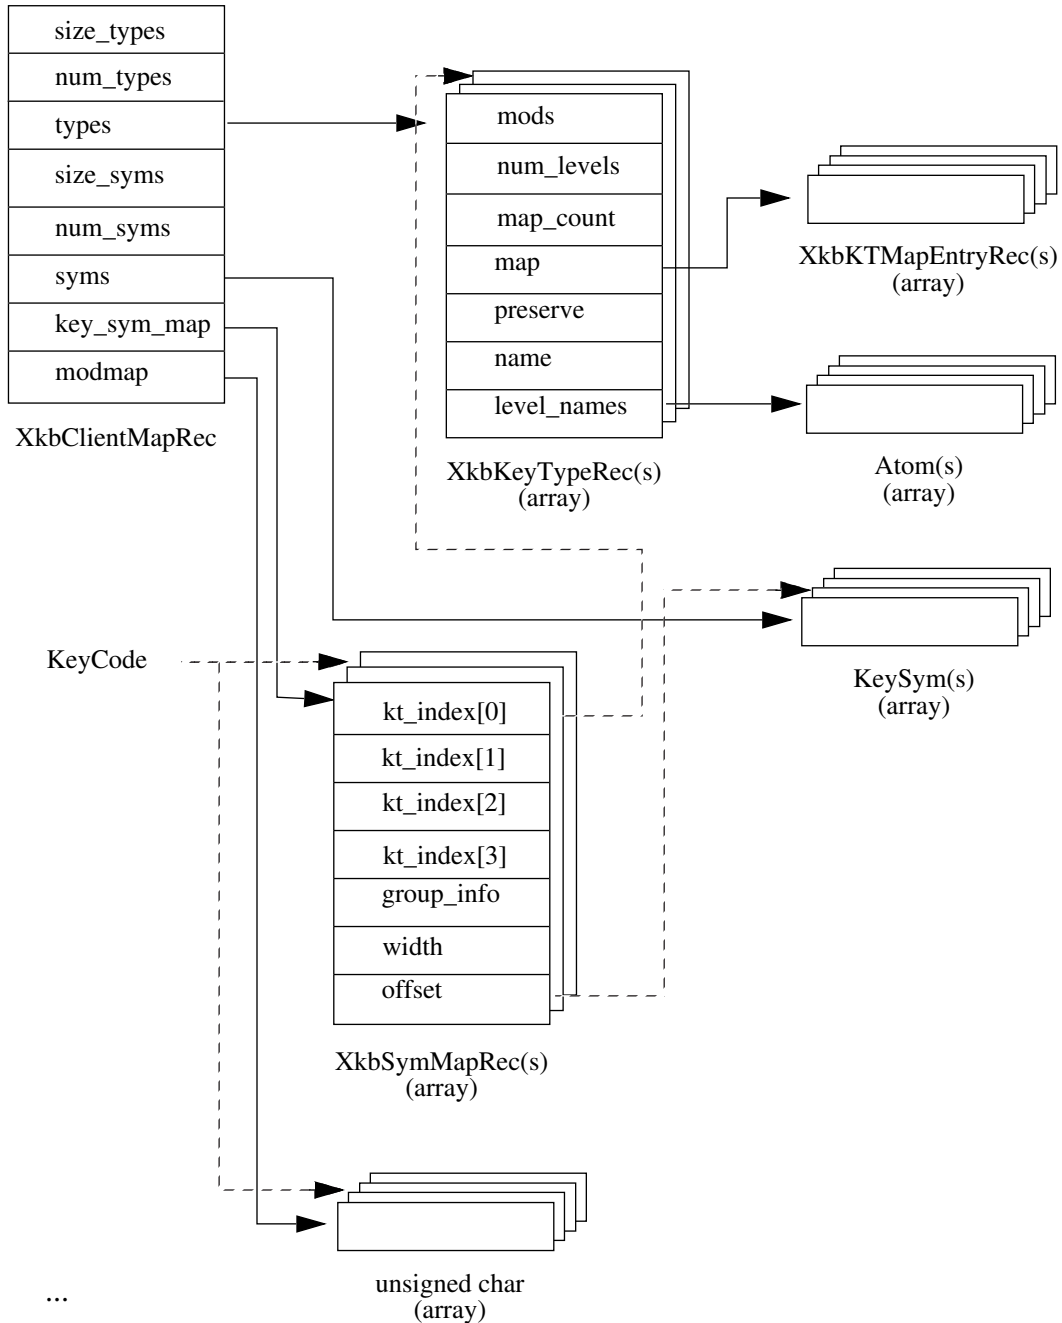 size_types
num_types
types
size_syms
num_syms
syms
key_sym_map
modmap
XkbClientMapRec
mods
num_levels
map_count
map
preserve
name
level_names
XkbKeyTypeRec(s)
(array)
XkbKTMapEntryRec(s)
(array)
Atom(s)
(array)
KeySym(s)
(array)
KeyCode
kt_index[0]
kt_index[1]
kt_index[2]
kt_index[3]
group_info
width
offset
XkbSymMapRec(s)
(array)
unsigned char
(array)
...